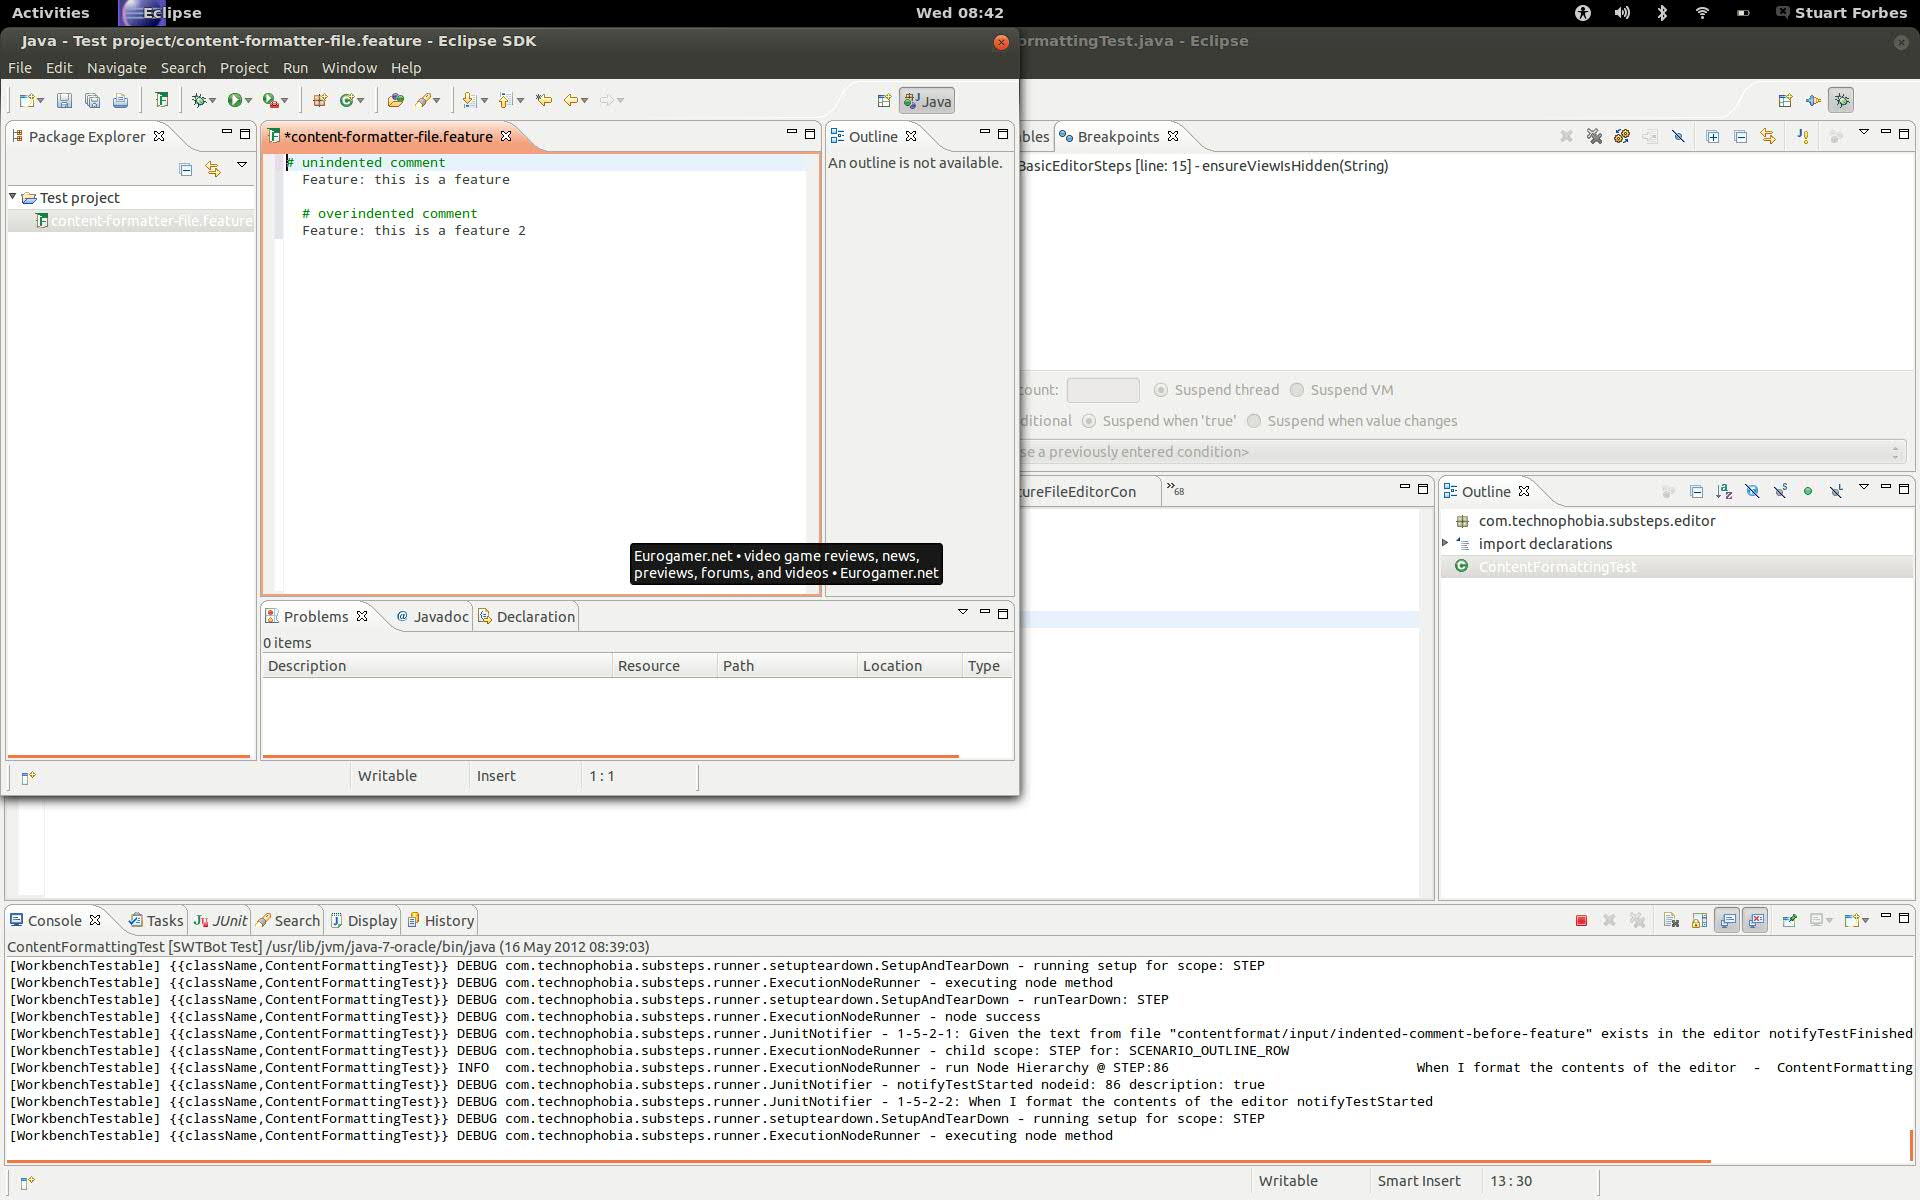 Activities Eclipse Wed 08:42 Stuart Forbes
Java - Test project/content-formatter-file.feature - Eclipse SDK
ormattingTest.java - Eclipse
File Edit Navigate Search Project Run Window Help
Java
Package Explorer
*content-formatter-file.feature
Outline
bles Breakpoints
# unindented comment
Feature: this is a feature
# overindented comment
Feature: this is a feature 2
An outline is not available.
BasicEditorSteps [line: 15] - ensureViewIsHidden(String)
Test project
content-formatter-file.feature
ount: Suspend thread Suspend VM
ditional Suspend when 'true' Suspend when value changes
se a previously entered condition>
ureFileEditorCon »68
Outline
com.technophobia.substeps.editor
import declarations
ContentFormattingTest
Eurogamer.net • video game reviews, news,
previews, forums, and videos • Eurogamer.net
Problems @ Javadoc Declaration
0 items
Description Resource Path Location Type
Writable Insert 1 : 1
Console Tasks Ju JUnit Search Display History
ContentFormattingTest [SWTBot Test] /usr/lib/jvm/java-7-oracle/bin/java (16 May 2012 08:39:03)
[WorkbenchTestable] {{className,ContentFormattingTest}} DEBUG com.technophobia.substeps.runner.setupteardown.SetupAndTearDown - running setup for scope: STEP
[WorkbenchTestable] {{className,ContentFormattingTest}} DEBUG com.technophobia.substeps.runner.ExecutionNodeRunner - executing node method
[WorkbenchTestable] {{className,ContentFormattingTest}} DEBUG com.technophobia.substeps.runner.setupteardown.SetupAndTearDown - runTearDown: STEP
[WorkbenchTestable] {{className,ContentFormattingTest}} DEBUG com.technophobia.substeps.runner.ExecutionNodeRunner - node success
[WorkbenchTestable] {{className,ContentFormattingTest}} DEBUG com.technophobia.substeps.runner.JunitNotifier - 1-5-2-1: Given the text from file "contentformat/input/indented-comment-before-feature" exists in the editor notifyTestFinished
[WorkbenchTestable] {{className,ContentFormattingTest}} DEBUG com.technophobia.substeps.runner.ExecutionNodeRunner - child scope: STEP for: SCENARIO_OUTLINE_ROW
[WorkbenchTestable] {{className,ContentFormattingTest}} INFO com.technophobia.substeps.runner.ExecutionNodeRunner - run Node Hierarchy @ STEP:86 When I format the contents of the editor - ContentFormatting
[WorkbenchTestable] {{className,ContentFormattingTest}} DEBUG com.technophobia.substeps.runner.JunitNotifier - notifyTestStarted nodeid: 86 description: true
[WorkbenchTestable] {{className,ContentFormattingTest}} DEBUG com.technophobia.substeps.runner.JunitNotifier - 1-5-2-2: When I format the contents of the editor notifyTestStarted
[WorkbenchTestable] {{className,ContentFormattingTest}} DEBUG com.technophobia.substeps.runner.setupteardown.SetupAndTearDown - running setup for scope: STEP
[WorkbenchTestable] {{className,ContentFormattingTest}} DEBUG com.technophobia.substeps.runner.ExecutionNodeRunner - executing node method
Writable Smart Insert 13 : 30